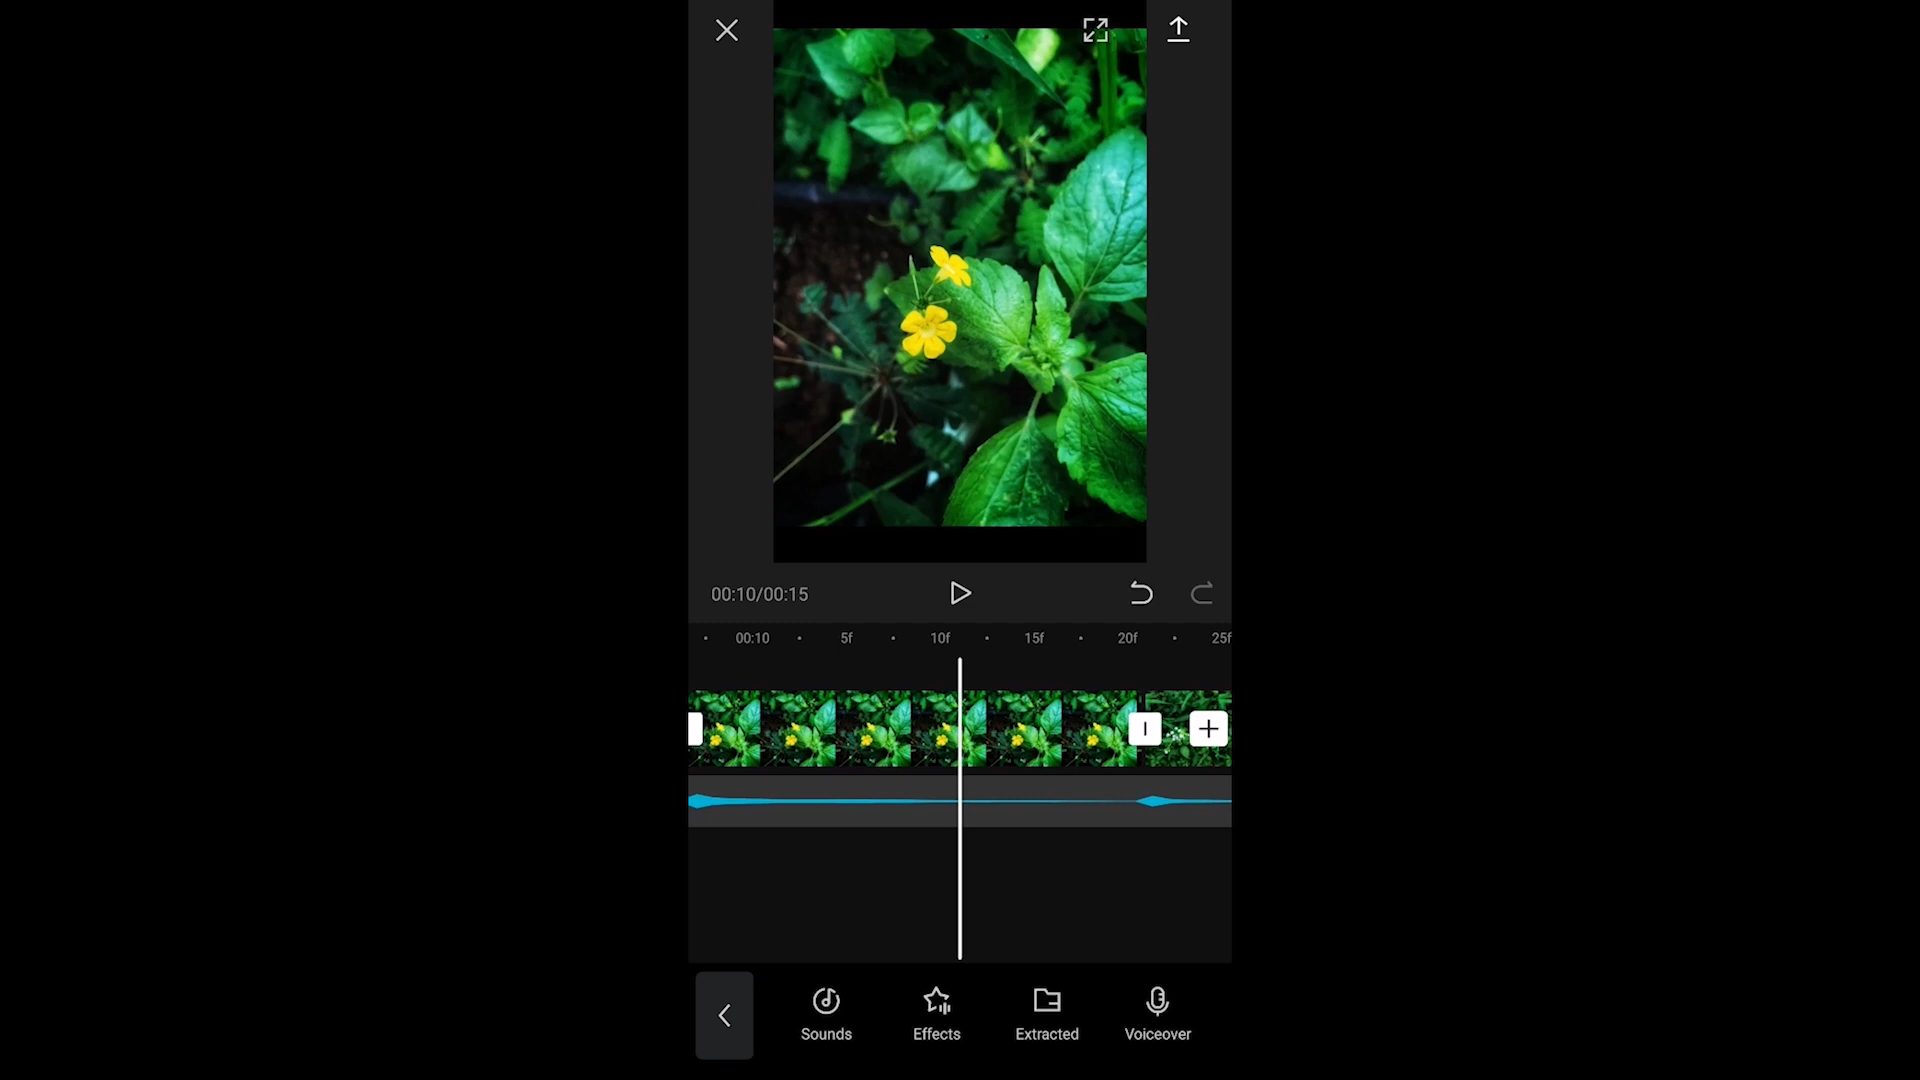 00:10/00:15
00:10 5f 10f 15f 20f 25f
Sounds Effects Extracted Voiceover